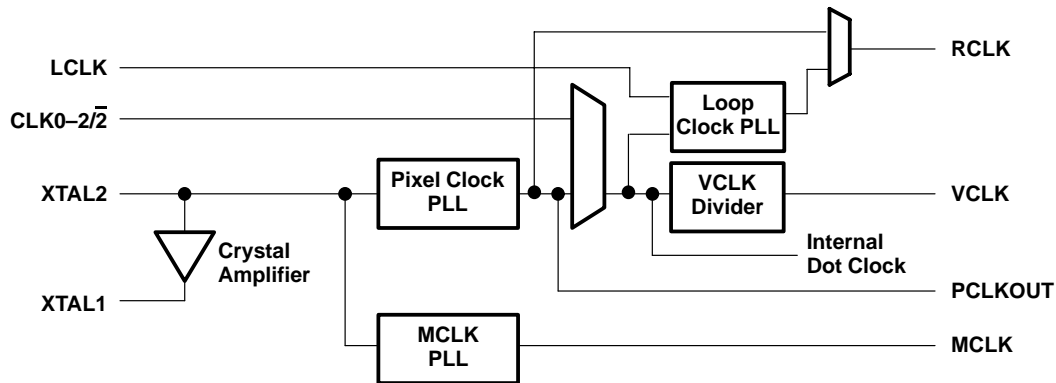 LCLK
CLK0–2/2̅
XTAL2
XTAL1
Crystal
Amplifier
Pixel Clock
PLL
MCLK
PLL
Loop
Clock PLL
VCLK
Divider
Internal
Dot Clock
RCLK
VCLK
PCLKOUT
MCLK